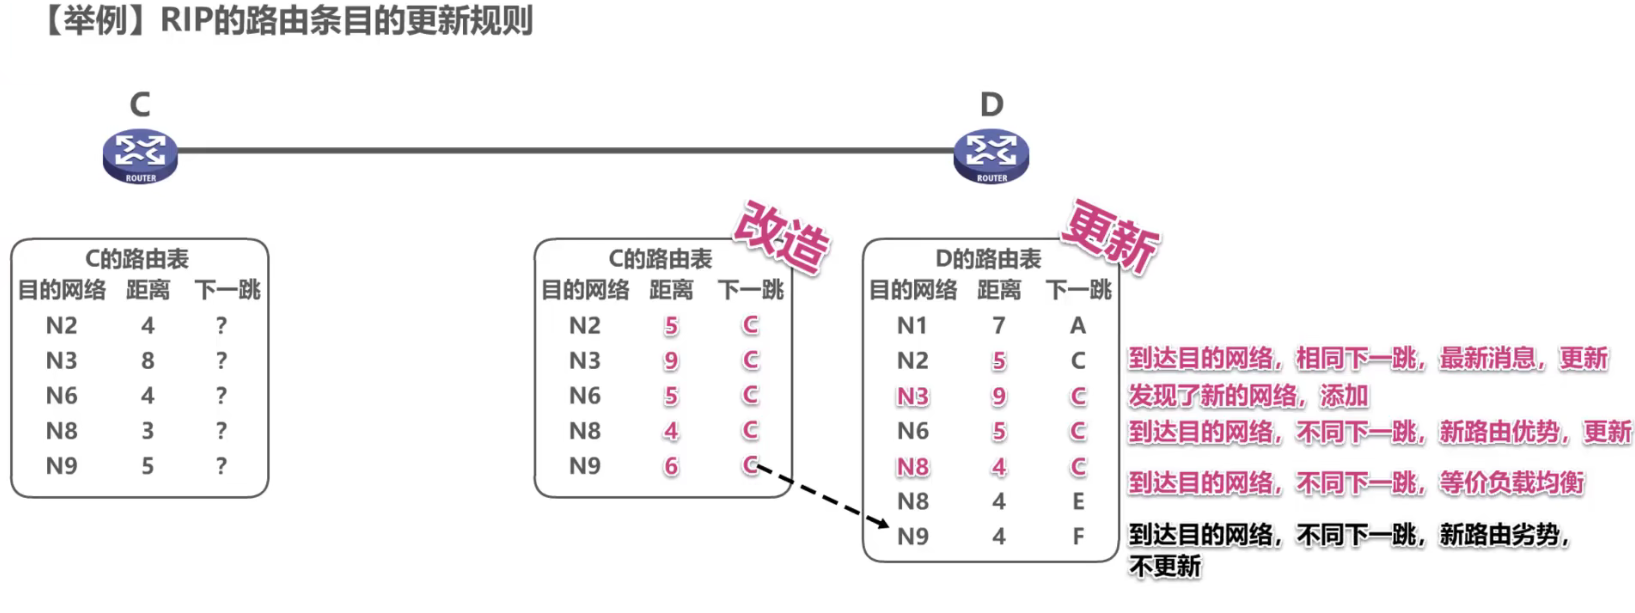 【举例】RIP的路由条目的更新规则
C
D
ROUTER
ROUTER
改造
更新
C的路由表
目的网络 距离 下一跳
N2 4 ?
N3 8 ?
N6 4 ?
N8 3 ?
N9 5 ?
C的路由表
目的网络 距离 下一跳
N2 5 C
N3 9 C
N6 5 C
N8 4 C
N9 6 C
D的路由表
目的网络 距离 下一跳
N1 7 A
N2 5 C
N3 9 C
N6 5 C
N8 4 C
N8 4 E
N9 4 F
到达目的网络，相同下一跳，最新消息，更新
发现了新的网络，添加
到达目的网络，不同下一跳，新路由优势，更新
到达目的网络，不同下一跳，等价负载均衡
到达目的网络，不同下一跳，新路由劣势，
不更新